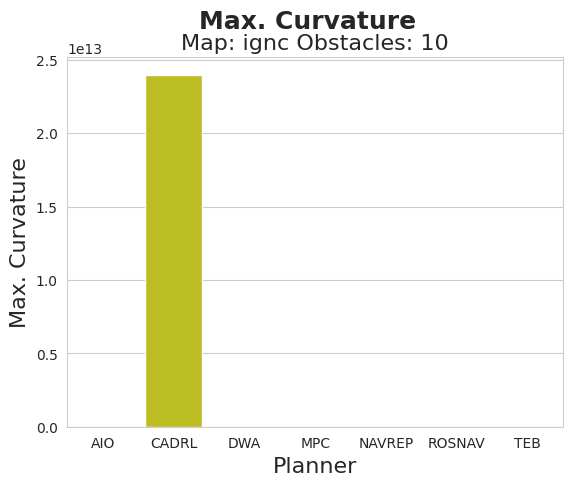 Max. Curvature
Map: ignc Obstacles: 10
1e13
2.5
2.0
1.5
1.0
0.5
0.0
Max. Curvature
AIO CADRL DWA MPC NAVREP ROSNAV TEB
Planner